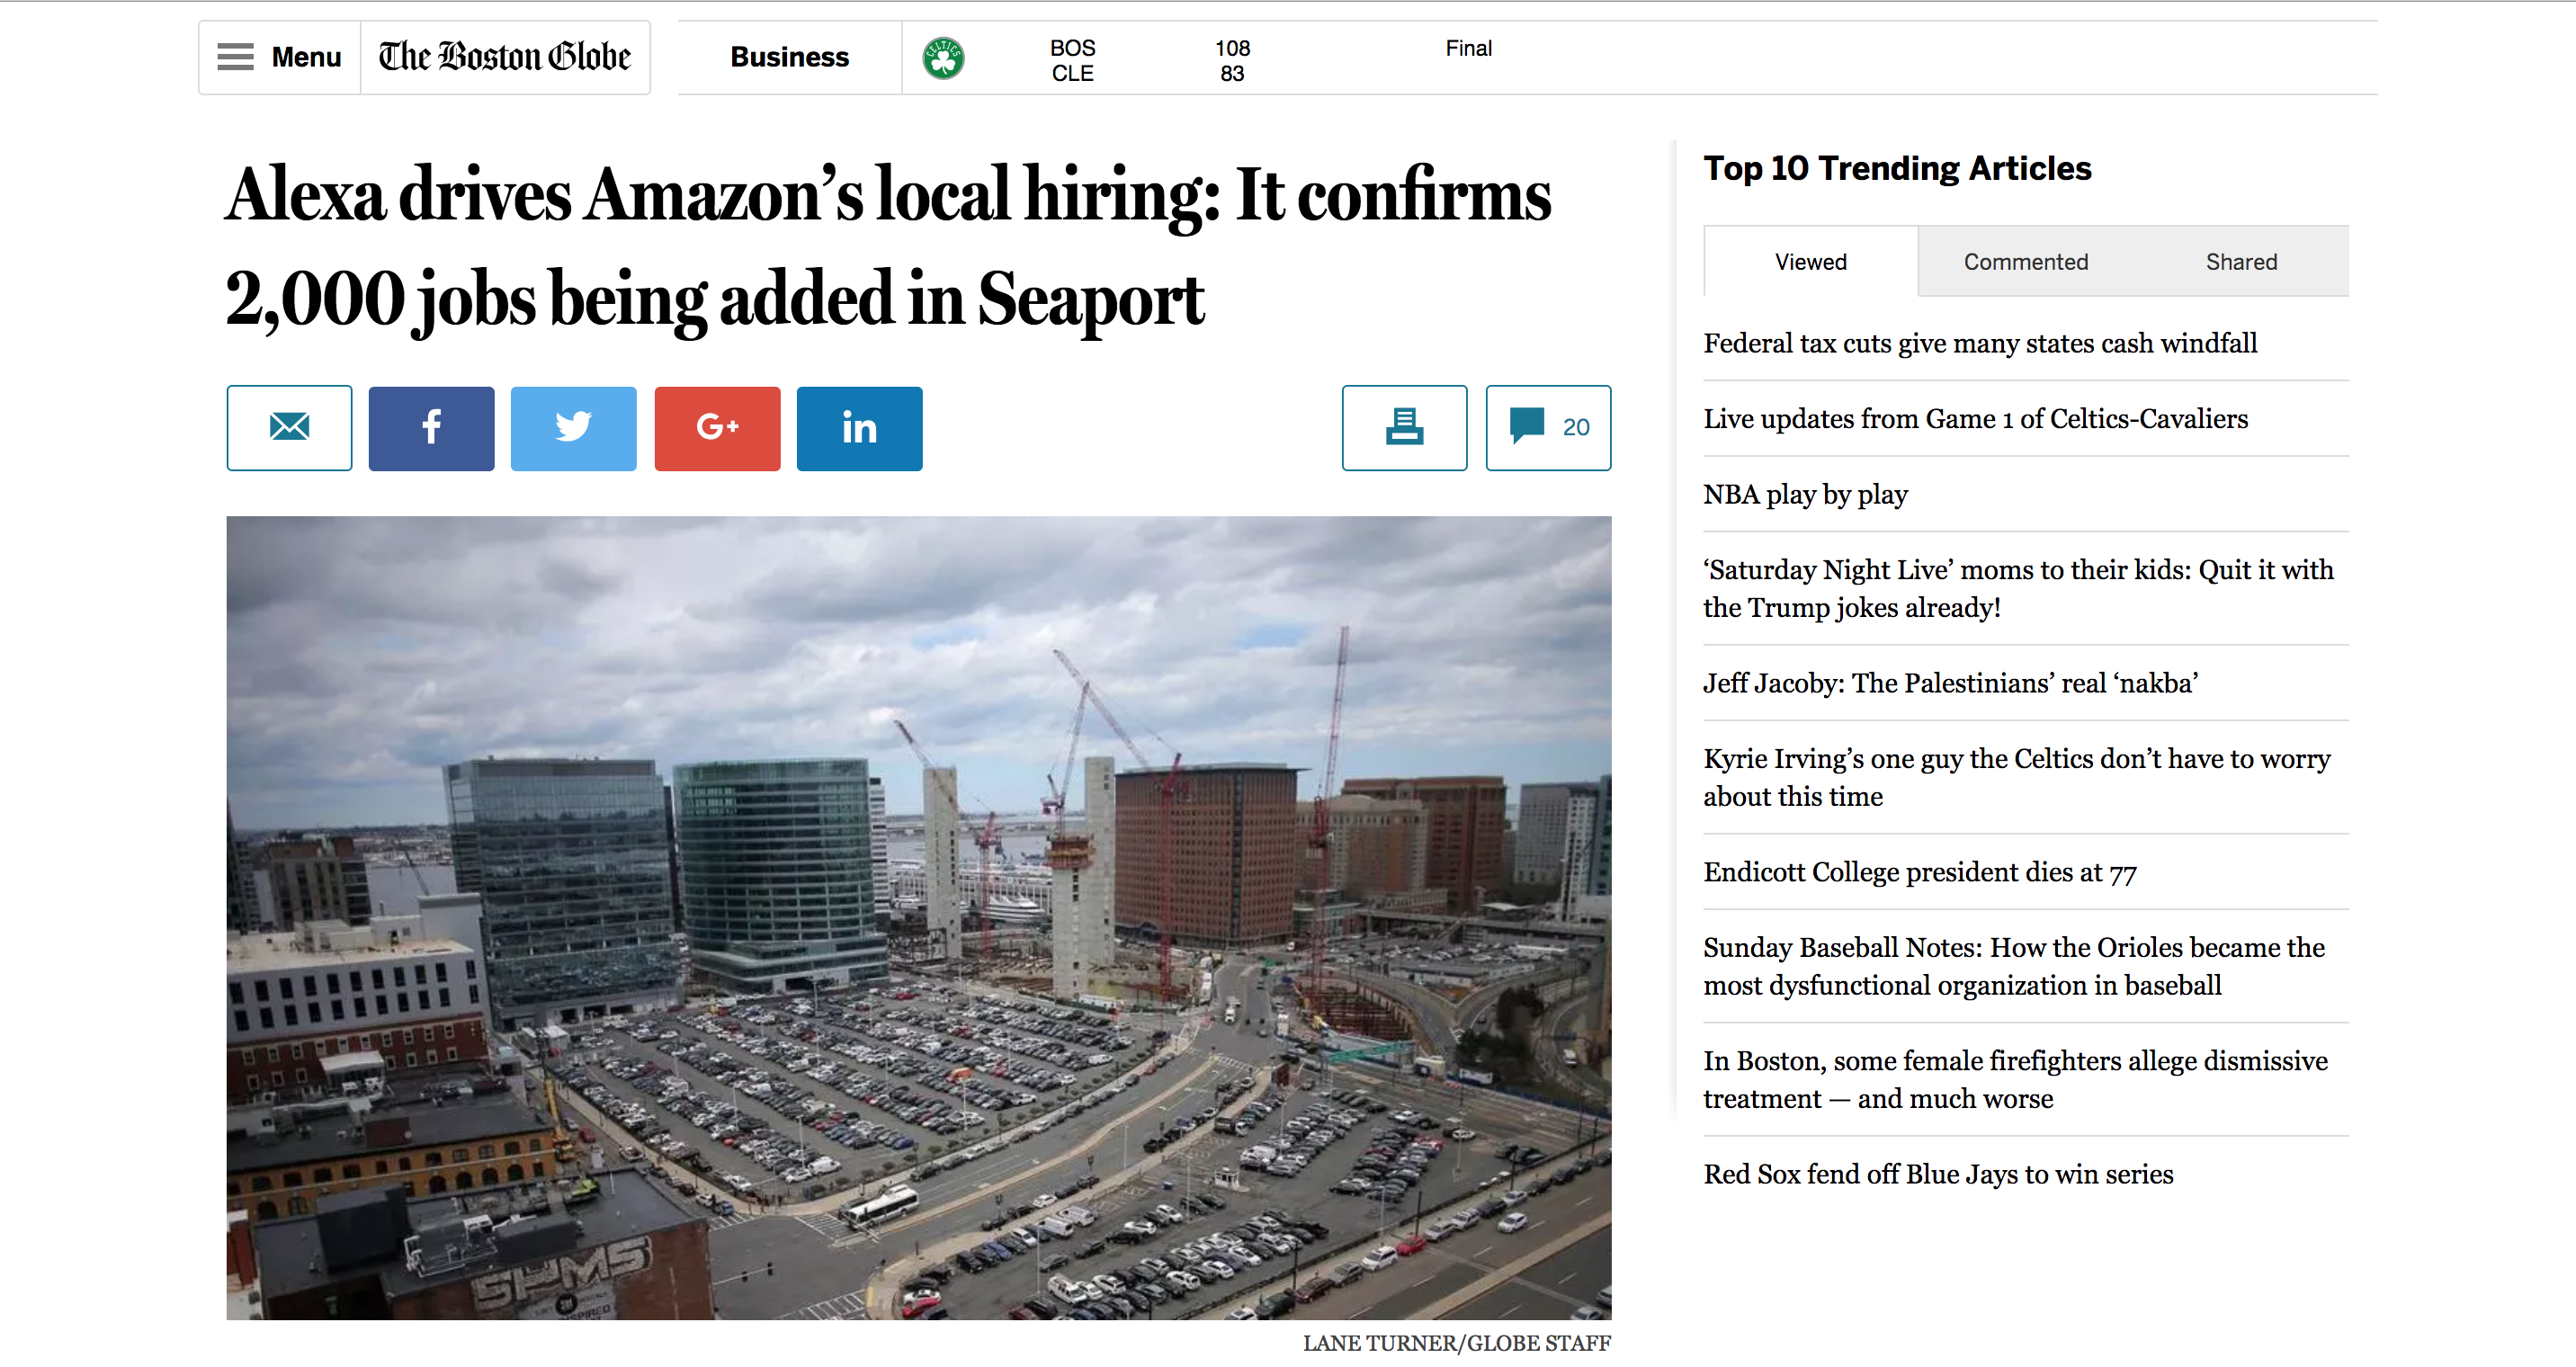 Menu
The Boston Globe
Business
CELTICS
BOS 108 Final
CLE 83
Alexa drives Amazon’s local hiring: It confirms
2,000 jobs being added in Seaport
f
G+
in
20
LANE TURNER/GLOBE STAFF
Top 10 Trending Articles
Viewed
Commented
Shared
Federal tax cuts give many states cash windfall
Live updates from Game 1 of Celtics-Cavaliers
NBA play by play
‘Saturday Night Live’ moms to their kids: Quit it with
the Trump jokes already!
Jeff Jacoby: The Palestinians’ real ‘nakba’
Kyrie Irving’s one guy the Celtics don’t have to worry
about this time
Endicott College president dies at 77
Sunday Baseball Notes: How the Orioles became the
most dysfunctional organization in baseball
In Boston, some female firefighters allege dismissive
treatment — and much worse
Red Sox fend off Blue Jays to win series